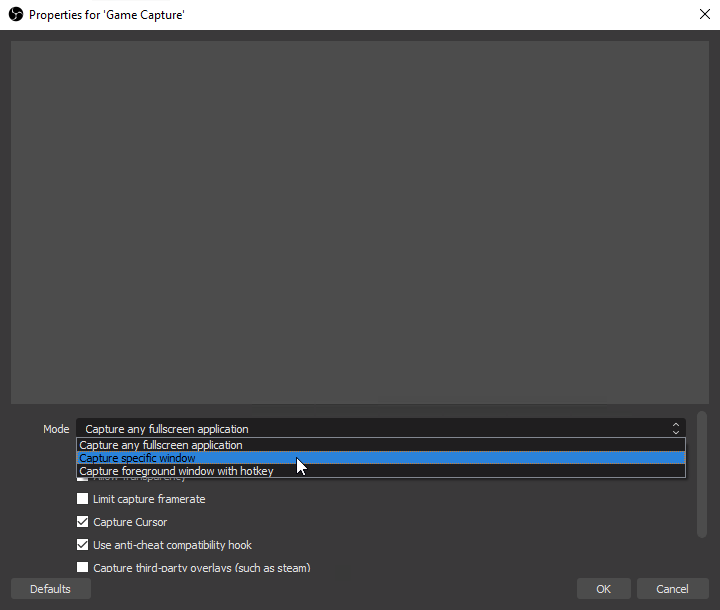 Properties for 'Game Capture'
Mode Capture any fullscreen application
Capture any fullscreen application
Capture specific window
Capture foreground window with hotkey
Allow Transparency
Limit capture framerate
Capture Cursor
Use anti-cheat compatibility hook
Capture third-party overlays (such as steam)
Defaults OK Cancel